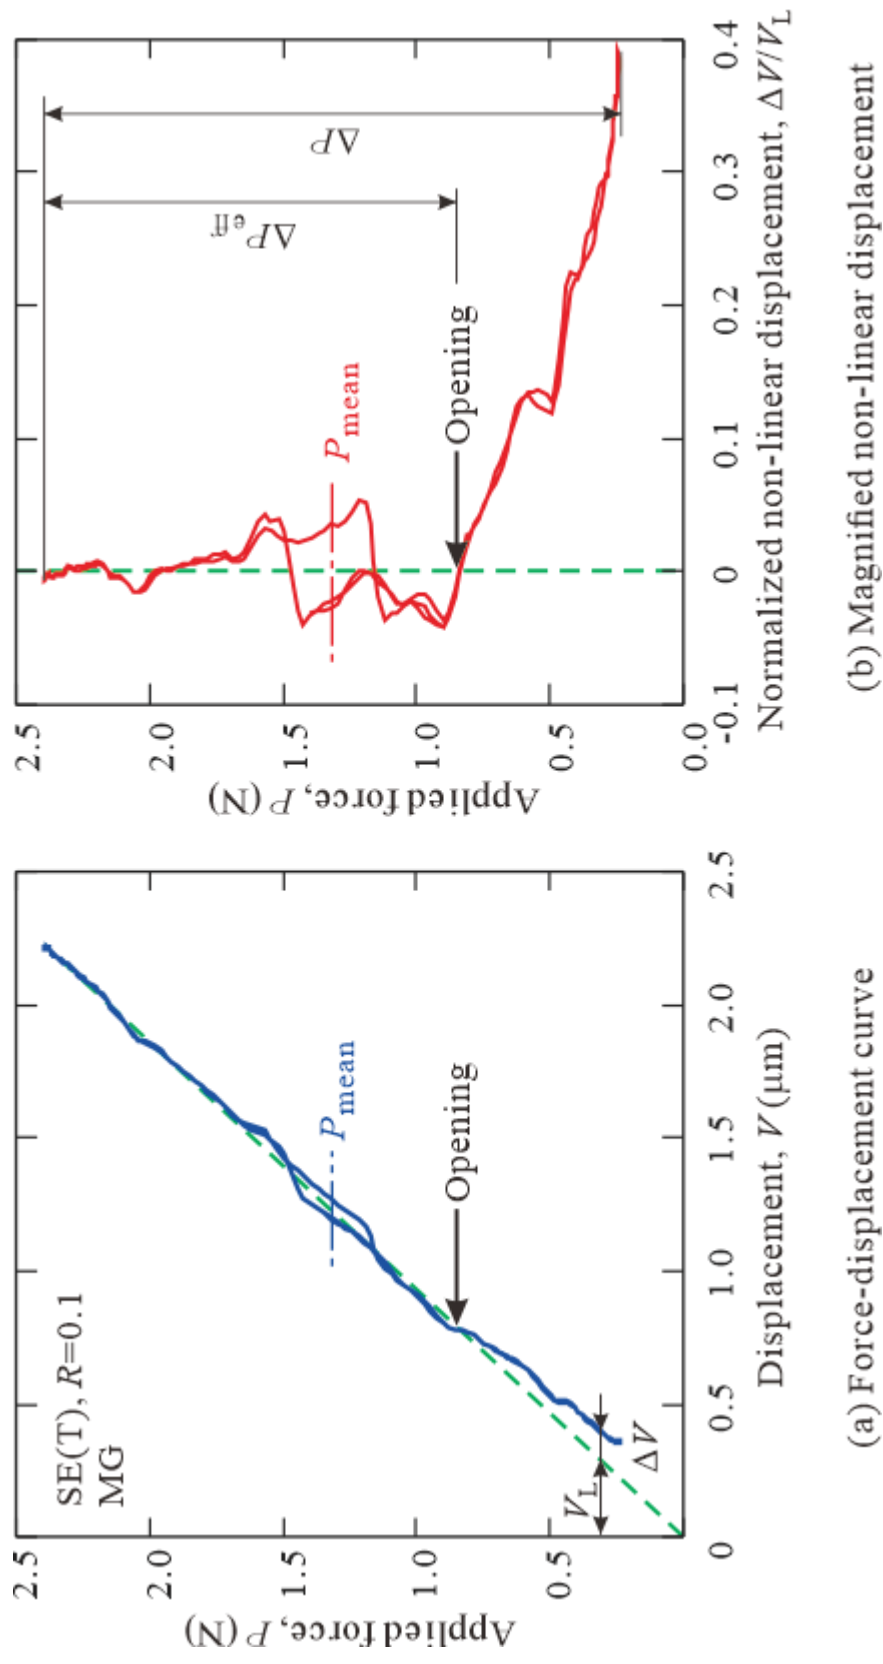 SE(T), R=0.1
MG
2.5
2.0
1.5
1.0
0.5
Applied force, P (N)
P mean
Opening
V_L
ΔV
0
0.5
1.0
1.5
2.0
2.5
Displacement, V (μm)
(a) Force-displacement curve
2.5
2.0
1.5
1.0
0.5
0.0
Applied force, P (N)
ΔP
ΔP eff
P mean
Opening
-0.1
0
0.1
0.2
0.3
0.4
Normalized non-linear displacement, ΔV/V_L
(b) Magnified non-linear displacement